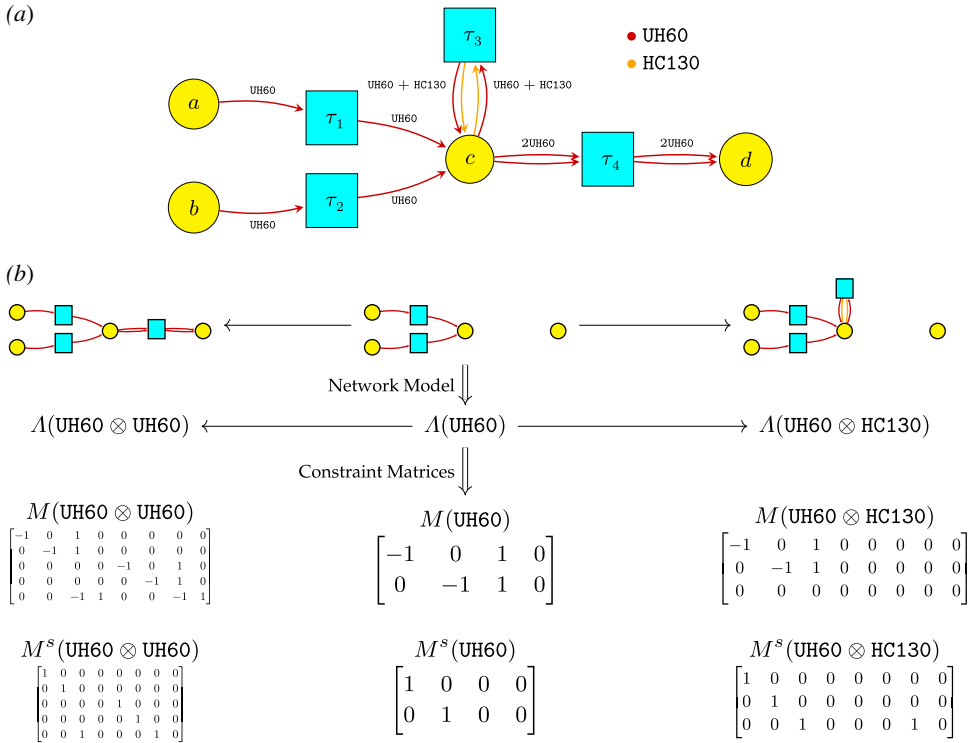 (a)
τ₃
UH60
HC130
UH60 + HC130
UH60 + HC130
a
UH60
τ₁
UH60
c
2UH60
τ₄
2UH60
d
b
UH60
τ₂
UH60
(b)
Network Model
Λ(UH60 ⊗ UH60)
Λ(UH60)
Λ(UH60 ⊗ HC130)
Constraint Matrices
M(UH60 ⊗ UH60)
−1 0 1 0 0 0 0 0
0 −1 1 0 0 0 0 0
0 0 0 0 −1 0 1 0
0 0 0 0 0 −1 1 0
0 0 −1 1 0 0 −1 1
M(UH60)
−1 0 1 0
0 −1 1 0
M(UH60 ⊗ HC130)
−1 0 1 0 0 0 0 0
0 −1 1 0 0 0 0 0
0 0 0 0 0 0 0 0
Mˢ(UH60 ⊗ UH60)
1 0 0 0 0 0 0 0
0 1 0 0 0 0 0 0
0 0 0 0 1 0 0 0
0 0 0 0 0 1 0 0
0 0 1 0 0 0 1 0
Mˢ(UH60)
1 0 0 0
0 1 0 0
Mˢ(UH60 ⊗ HC130)
1 0 0 0 0 0 0 0
0 1 0 0 0 0 0 0
0 0 1 0 0 0 1 0